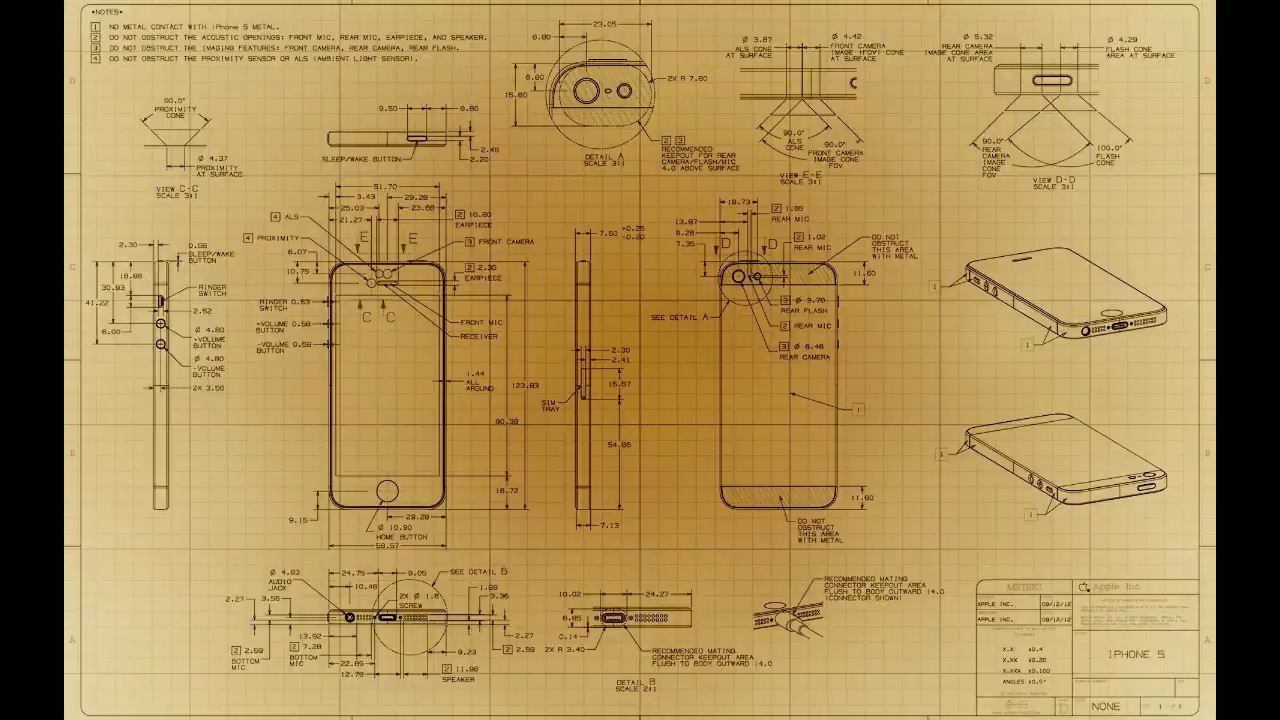 •NOTES•
1 NO METAL CONTACT WITH iPhone 5 METAL.
2 DO NOT OBSTRUCT THE ACOUSTIC OPENINGS: FRONT MIC, REAR MIC, EARPIECE, AND SPEAKER.
3 DO NOT OBSTRUCT THE IMAGING FEATURES: FRONT CAMERA, REAR CAMERA, REAR FLASH.
4 DO NOT OBSTRUCT THE PROXIMITY SENSOR OR ALS (AMBIENT LIGHT SENSOR).
90.0°
PROXIMITY
CONE
Ø 4.37
PROXIMITY
AT SURFACE
VIEW C-C
SCALE 3:1
9.50
9.80
SLEEP/WAKE BUTTON
2.20
23.05
6.80
6.80
15.60
2X R 7.80
DETAIL A
SCALE 3:1
2 3
RECOMMENDED
KEEPOUT FOR REAR
CAMERA/FLASH/MIC
4.0 ABOVE SURFACE
Ø 3.87
ALS CONE
AT SURFACE
Ø 4.42
FRONT CAMERA
IMAGE (FOV) CONE
AT SURFACE
90.0°
ALS
CONE
90.0°
FRONT CAMERA
IMAGE CONE
FOV
VIEW E-E
SCALE 3:1
Ø 5.32
REAR CAMERA
IMAGE CONE AREA
AT SURFACE
Ø 4.29
FLASH CONE
AREA AT SURFACE
90.0°
REAR
CAMERA
IMAGE
CONE
FOV
100.0°
FLASH
CONE
VIEW D-D
SCALE 3:1
2.30
0.58
SLEEP/WAKE
BUTTON
18.88
30.93
41.22
RINGER
SWITCH
2.52
6.00
Ø 4.80
+VOLUME
BUTTON
Ø 4.80
-VOLUME
BUTTON
2X 3.56
51.70
3.43
29.28
25.03
21.27
4 ALS
4 PROXIMITY
2 10.80
EARPIECE
E E
3 FRONT CAMERA
6.07
10.75
2 2.30
EARPIECE
RINGER 0.63
SWITCH
+VOLUME 0.58
BUTTON
-VOLUME 0.58
BUTTON
C C
FRONT MIC
RECEIVER
1.44
ALL
AROUND
123.83
90.39
16.72
9.15
29.28
Ø 10.90
HOME BUTTON
58.57
7.60 +0.25
-0.20
2.30
2.41
15.57
SIM
TRAY
54.86
7.13
18.73
13.87
9.28
7.35
2 1.85
REAR MIC
D D
2 1.02
REAR MIC
DO NOT
OBSTRUCT
THIS AREA
WITH METAL
11.60
SEE DETAIL A
3 Ø 3.70
REAR FLASH
2 REAR MIC
3 Ø 6.46
REAR CAMERA
1
11.60
DO NOT
OBSTRUCT
THIS AREA
WITH METAL
1
1
1
1
Ø 4.83
AUDIO
JACK
24.75
9.05
SEE DETAIL B
10.46
SCREW
2.27
3.56
2.27
13.92
2 2.59
BOTTOM
MIC
2 7.28
BOTTOM
MIC
22.89
12.79
9.23
2 2.59
2 11.96
SPEAKER
10.02
24.27
6.85
0.14
2X R 3.40
RECOMMENDED MATING
CONNECTOR KEEPOUT AREA
FLUSH TO BODY OUTWARD 14.0
DETAIL B
SCALE 2:1
RECOMMENDED MATING
CONNECTOR KEEPOUT AREA
FLUSH TO BODY OUTWARD 14.0
(CONNECTOR SHOWN)
METRIC
Apple Inc.
APPLE INC. 09/12/12
APPLE INC. 09/12/12
X.X ±0.4
X.XX ±0.20
X.XXX ±0.100
ANGLES ±0.5°
IPHONE 5
D
NONE
1